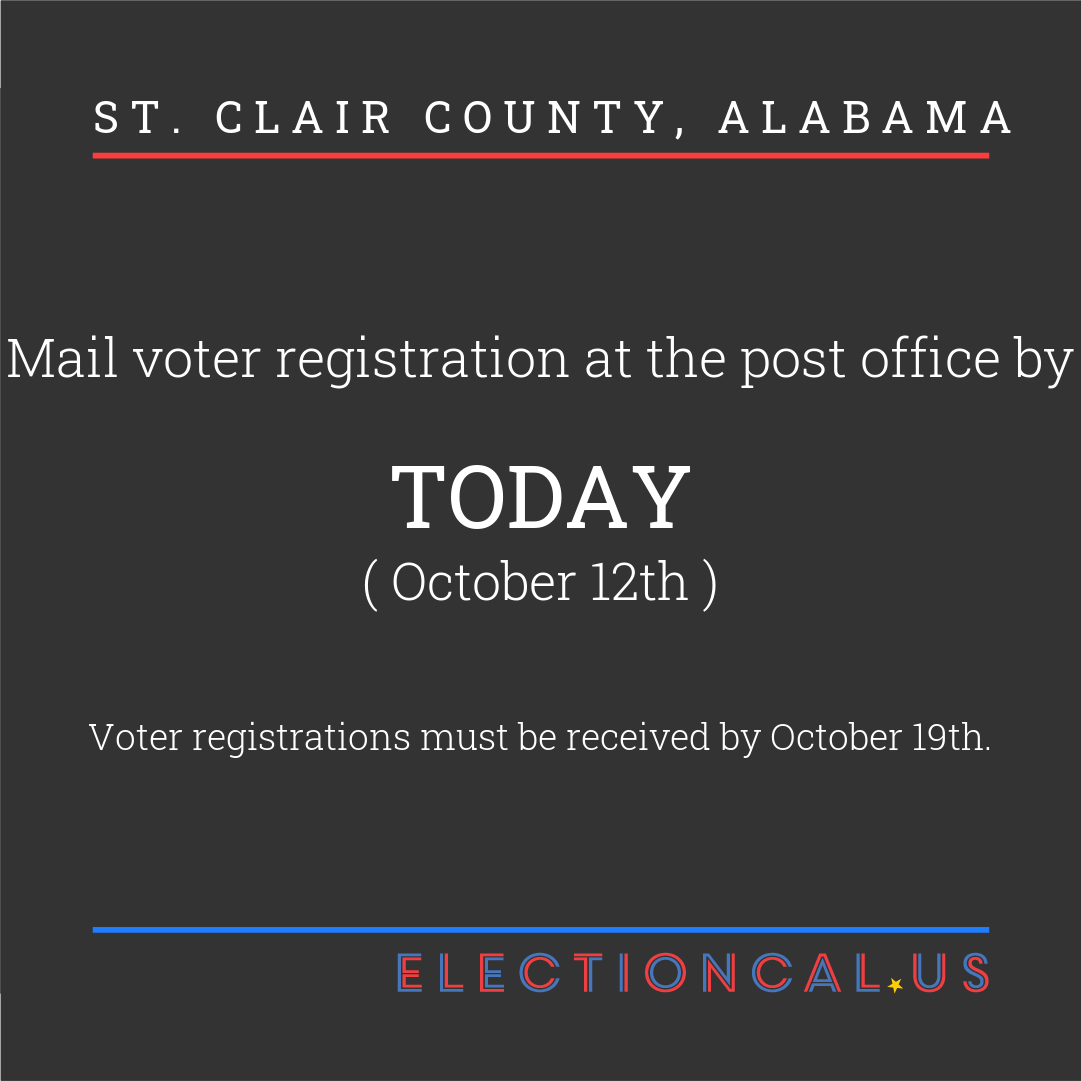 ST. CLAIR COUNTY, ALABAMA
Mail voter registration at the post office by
TODAY
( October 12th )
Voter registrations must be received by October 19th.
ELECTIONCAL.US